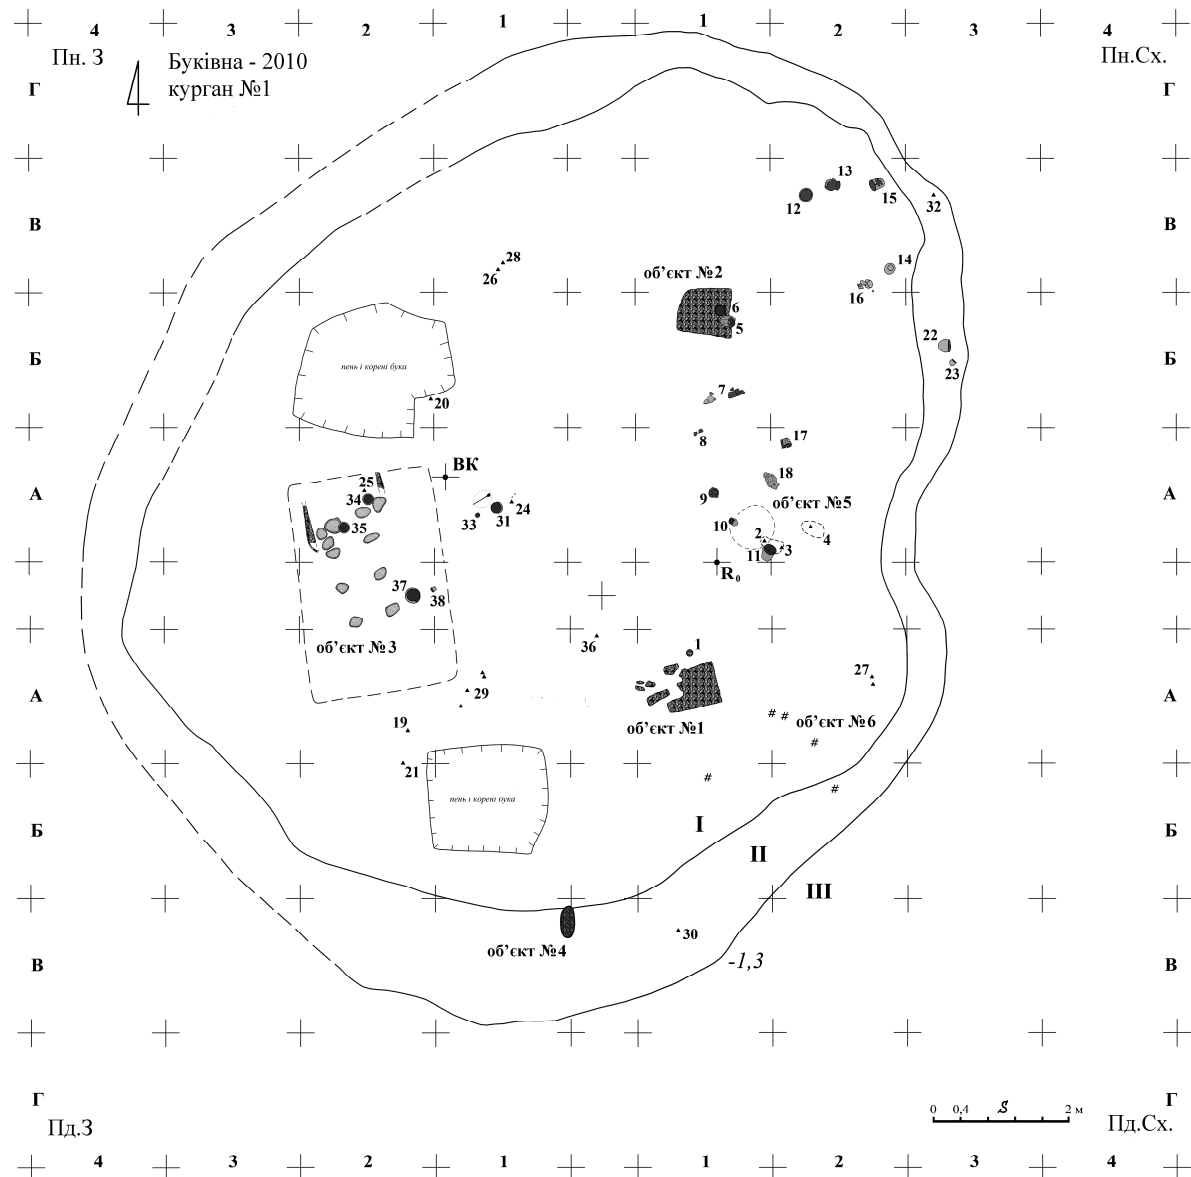 4 3 2 1 1 2 3 4
Пн. З
Буківна - 2010
Пн.Сх.
курган №1
Г Г
13
15
12
32
В В
28
26
14
об’єкт №2
16
6
5
22
Б Б
пень і корені бука
23
7
20
8
17
ВК
18
25
А А
34
9
об’єкт №5
24
31
33
35
10
2
4
3
11
R₀
37
38
об’єкт №3
36
1
27
29
А А
19
об’єкт №1
# #
об’єкт №6
#
21
#
#
пень і корені бука
I
Б Б
II
III
30
об’єкт №4
-1,3
В В
Г Г
0 0,4 S 2 м
Пд.З
Пд.Сх.
4 3 2 1 1 2 3 4